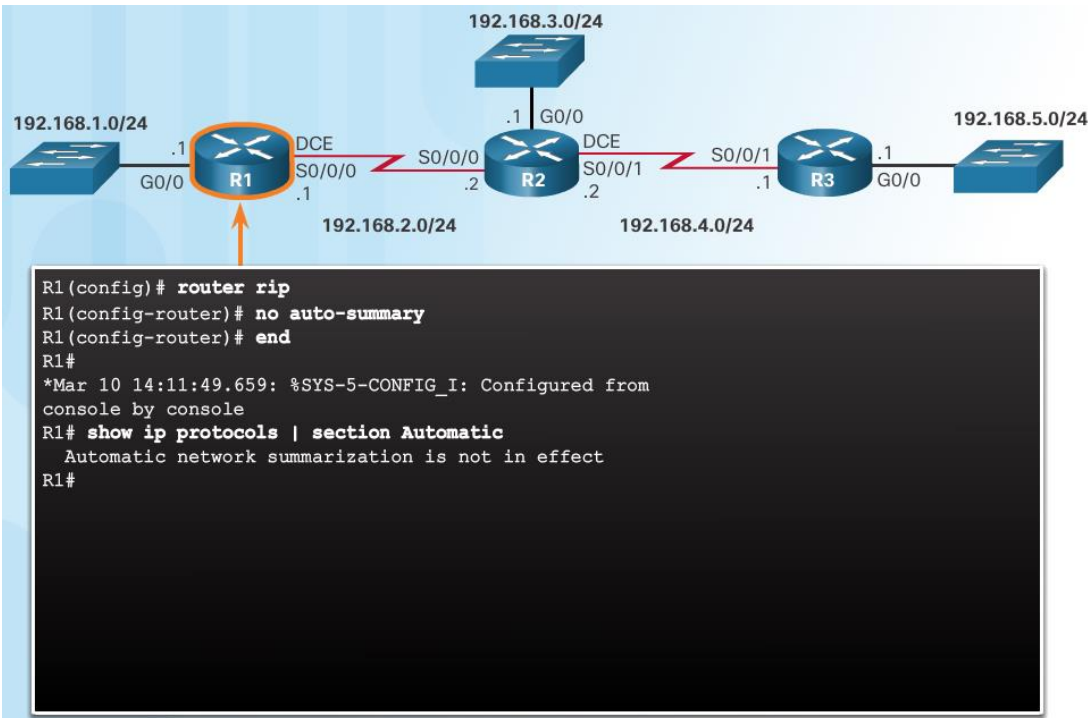 192.168.3.0/24
.1 G0/0
192.168.1.0/24
192.168.5.0/24
.1
DCE
S0/0/0
DCE
S0/0/1
.1
G0/0
R1
S0/0/0
.1
.2
R2
S0/0/1
.2
.1
R3
G0/0
192.168.2.0/24
192.168.4.0/24
R1(config)# router rip
R1(config-router)# no auto-summary
R1(config-router)# end
R1#
*Mar 10 14:11:49.659: %SYS-5-CONFIG_I: Configured from
console by console
R1# show ip protocols | section Automatic
Automatic network summarization is not in effect
R1#